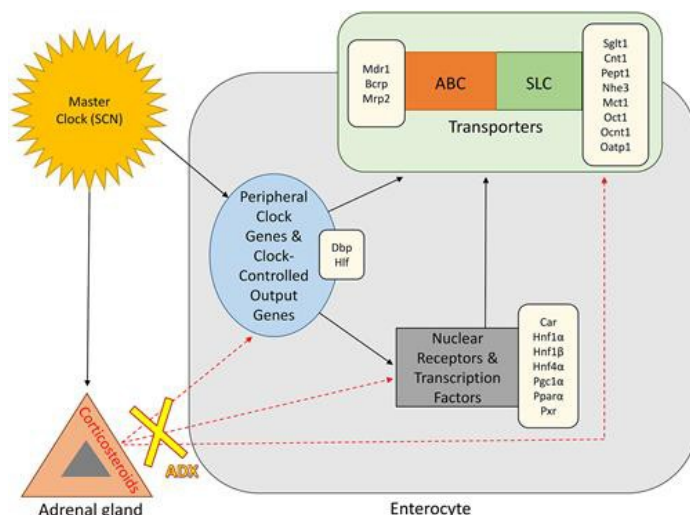 Master
Clock (SCN)
Mdr1
Bcrp
Mrp2
ABC
SLC
Transporters
Sglt1
Cnt1
Pept1
Nhe3
Mct1
Oct1
Ocnt1
Oatp1
Peripheral
Clock
Genes &
Clock-
Controlled
Output
Genes
Dbp
Hlf
Nuclear
Receptors &
Transcription
Factors
Car
Hnf1α
Hnf1β
Hnf4α
Pgc1α
Pparα
Pxr
Corticosteroids
ADX
Adrenal gland
Enterocyte